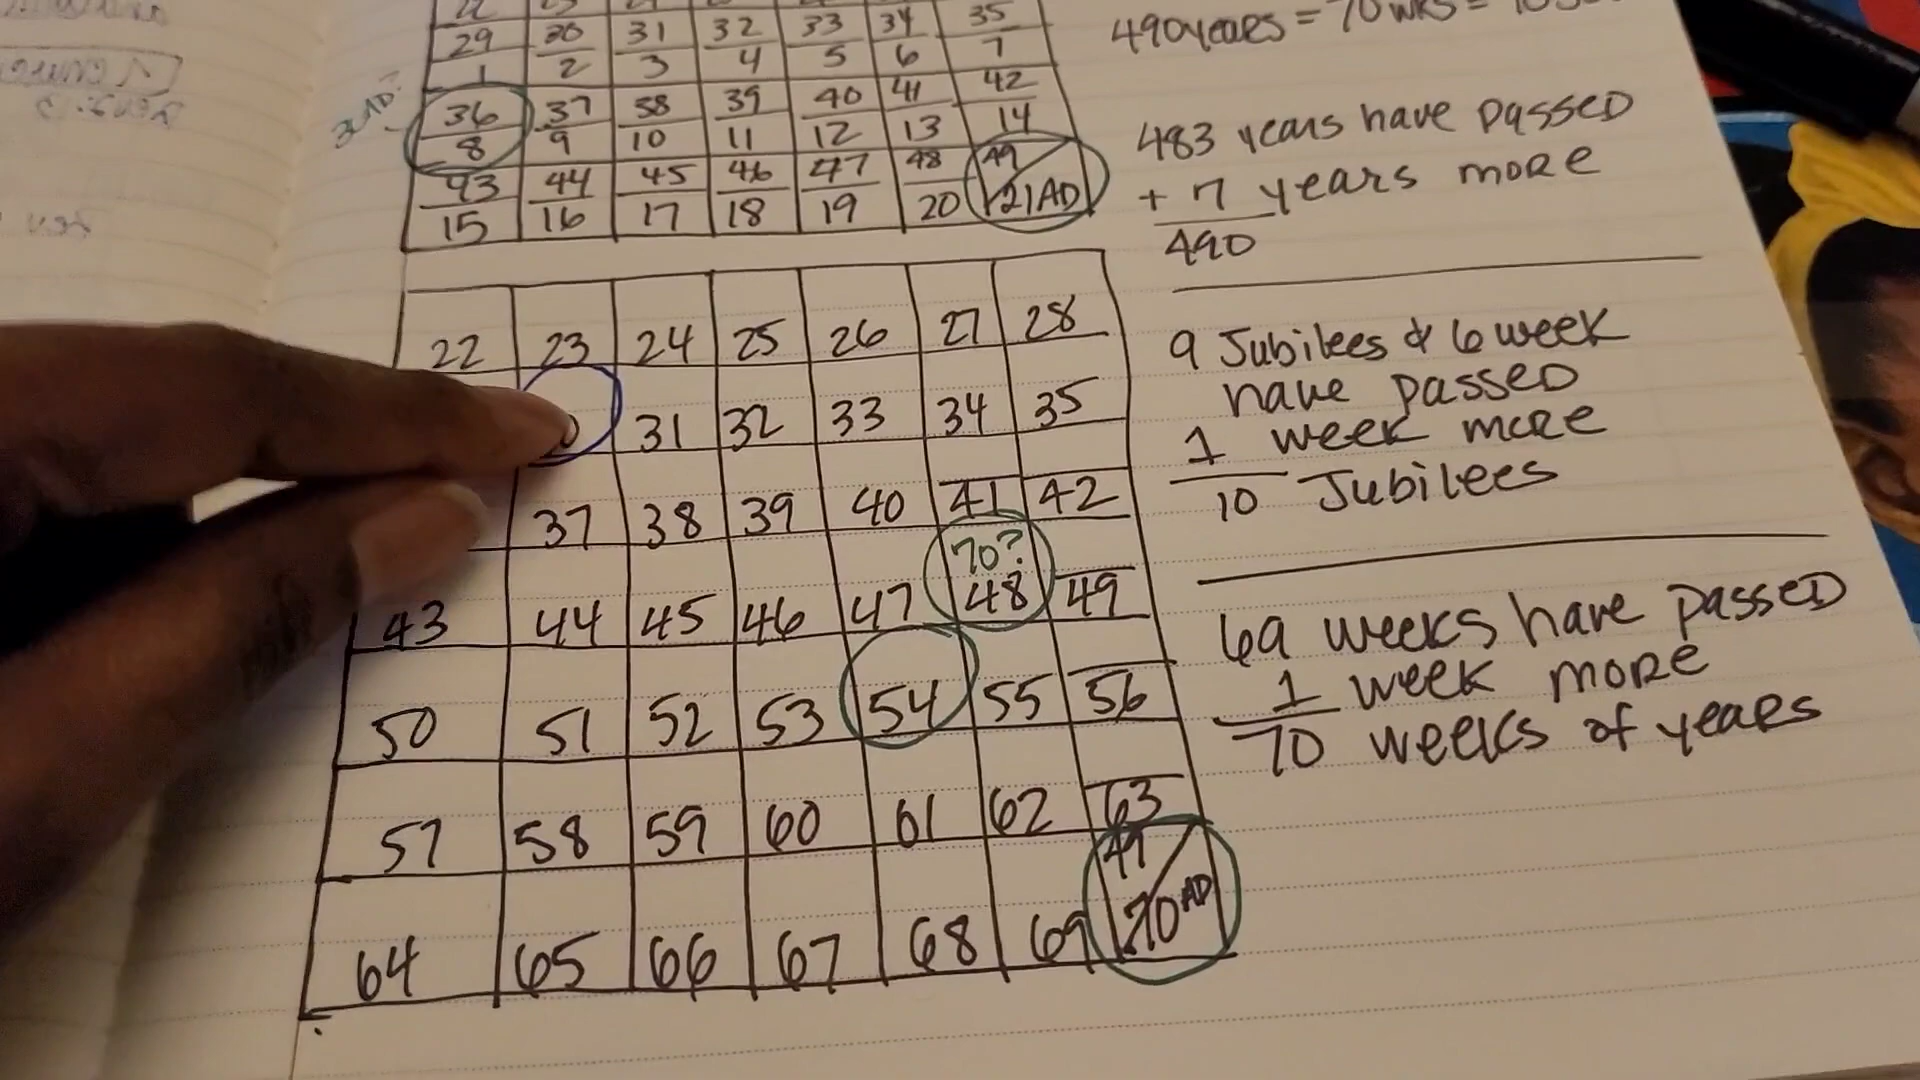 29 30 31 32 33 34 35
1 2 3 4 5 6 7
36 37 38 39 40 41 42
8 9 10 11 12 13 14
43 44 45 46 47 48 49
15 16 17 18 19 20 21AD
22 23 24 25 26 27 28
31 32 33 34 35
37 38 39 40 41 42
70?
43 44 45 46 47 48 49
50 51 52 53 54 55 56
57 58 59 60 61 62 63
49
64 65 66 67 68 69 70 AD
490 years = 70 wks =
483 years have passed
+ 7 years more
490
9 Jubilees & 6 week
have passed
1 week more
10 Jubilees
69 weeks have passed
1 week more
70 weeks of years